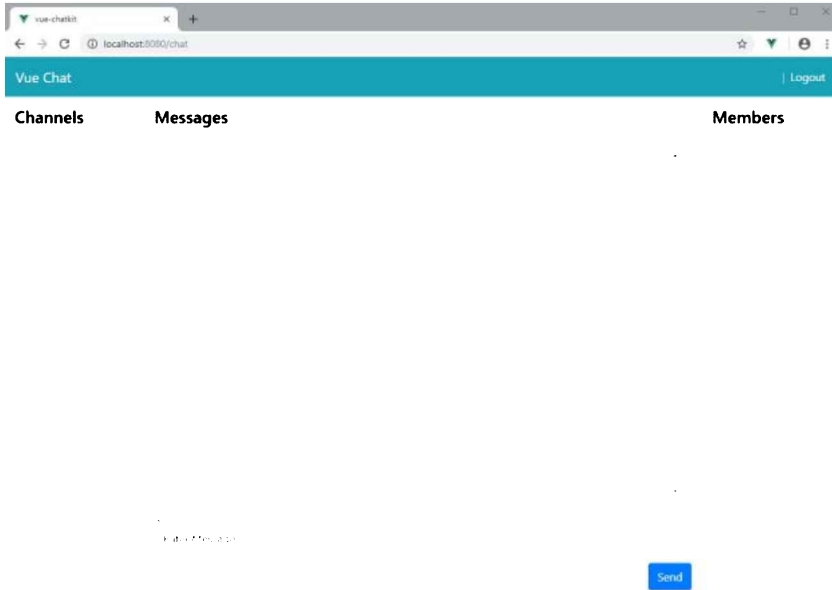 vue-chatkit
localhost:8080/chat
Vue Chat
| Logout
Channels
Messages
Members
Send